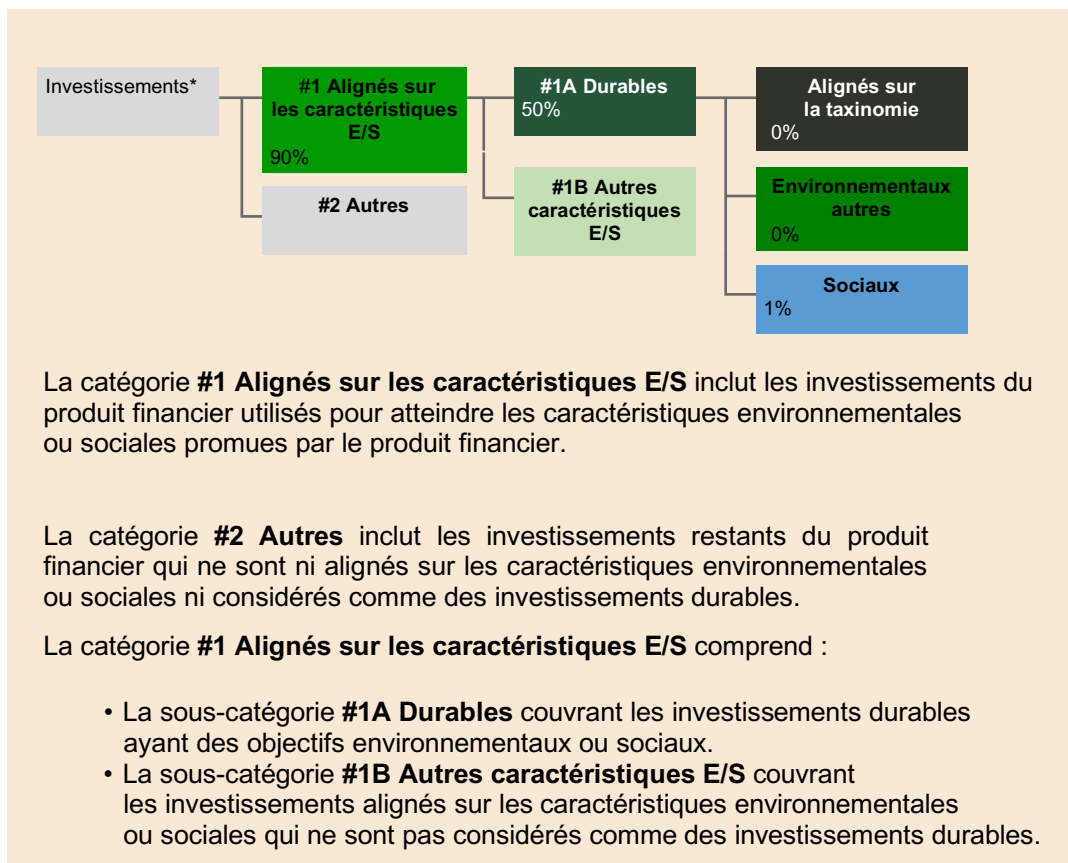 Investissements*
#1 Alignés sur
les caractéristiques
E/S
90%
#2 Autres
#1A Durables
50%
#1B Autres
caractéristiques
E/S
Alignés sur
la taxinomie
0%
Environnementaux
autres
0%
Sociaux
1%
La catégorie #1 Alignés sur les caractéristiques E/S inclut les investissements du
produit financier utilisés pour atteindre les caractéristiques environnementales
ou sociales promues par le produit financier.
La catégorie #2 Autres inclut les investissements restants du produit
financier qui ne sont ni alignés sur les caractéristiques environnementales
ou sociales ni considérés comme des investissements durables.
La catégorie #1 Alignés sur les caractéristiques E/S comprend :
• La sous-catégorie #1A Durables couvrant les investissements durables
ayant des objectifs environnementaux ou sociaux.
• La sous-catégorie #1B Autres caractéristiques E/S couvrant
les investissements alignés sur les caractéristiques environnementales
ou sociales qui ne sont pas considérés comme des investissements durables.